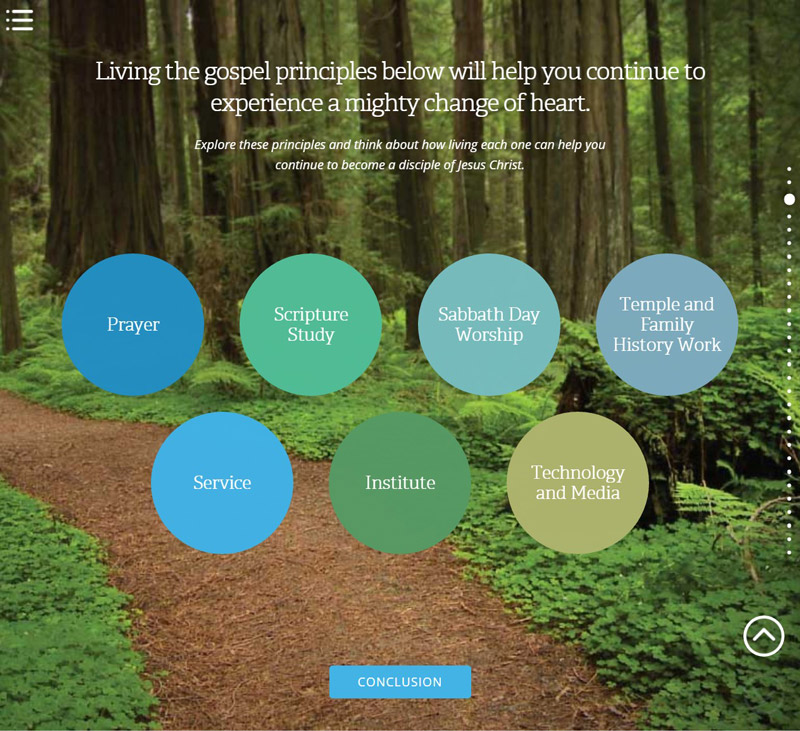 Living the gospel principles below will help you continue to
experience a mighty change of heart.
Explore these principles and think about how living each one can help you
continue to become a disciple of Jesus Christ.
Prayer
Scripture
Study
Sabbath Day
Worship
Temple and
Family
History Work
Service
Institute
Technology
and Media
CONCLUSION